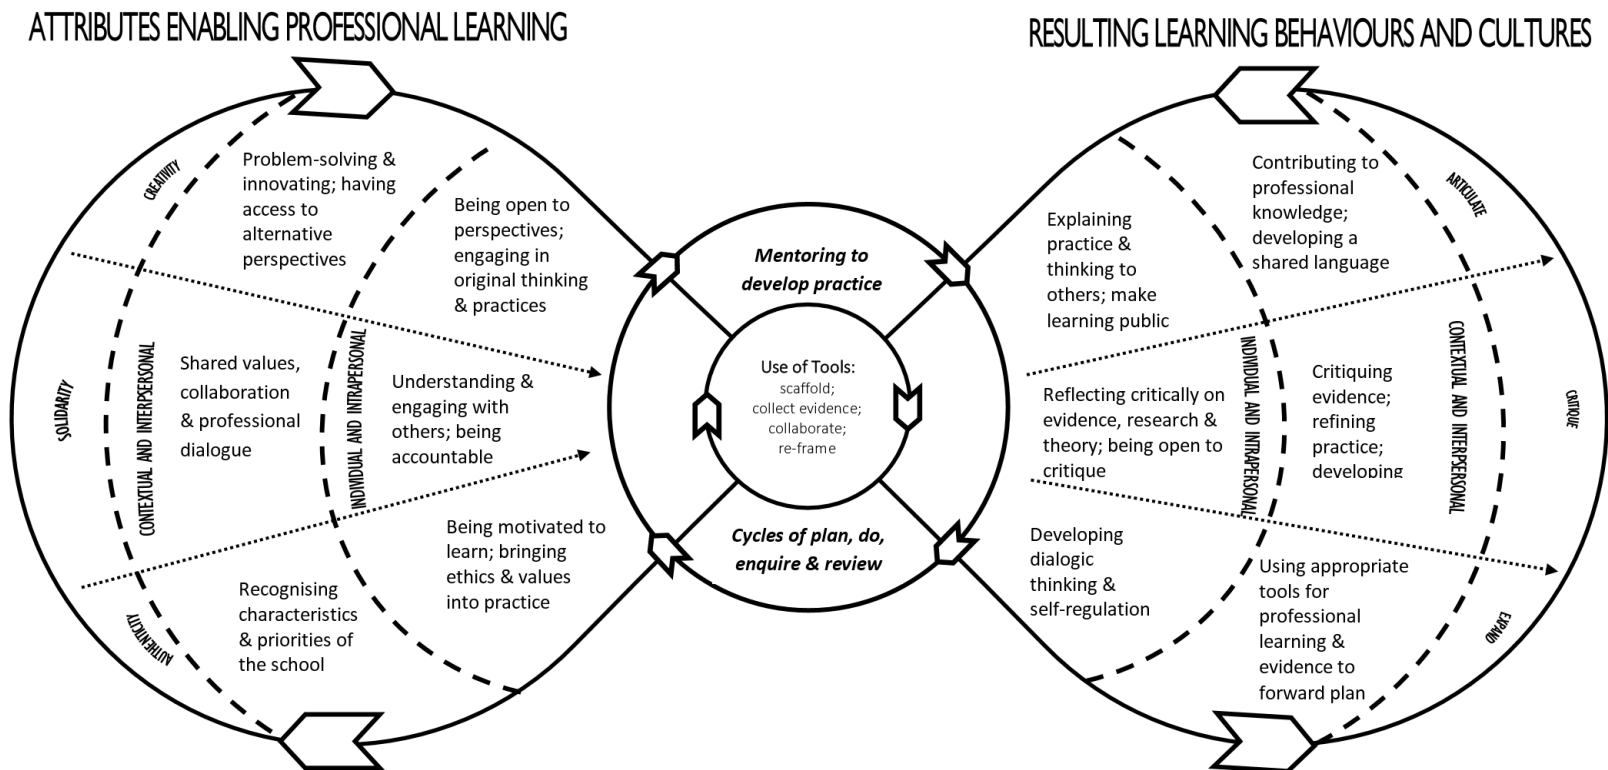 ATTRIBUTES ENABLING PROFESSIONAL LEARNING
RESULTING LEARNING BEHAVIOURS AND CULTURES
CREATIVITY
Problem-solving &
innovating; having
access to
alternative
perspectives
Being open to
perspectives;
engaging in
original thinking
& practices
SOLIDARITY
CONTEXTUAL AND INTERPSERSONAL
Shared values,
collaboration
& professional
dialogue
INDIVIDUAL AND INTRAPERSONAL
Understanding &
engaging with
others; being
accountable
AUTHENTICITY
Recognising
characteristics
& priorities of
the school
Being motivated to
learn; bringing
ethics & values
into practice
Mentoring to
develop practice
Use of Tools:
scaffold;
collect evidence;
collaborate;
re-frame
Cycles of plan, do,
enquire & review
Explaining
practice &
thinking to
others; make
learning public
Contributing to
professional
knowledge;
developing a
shared language
ARTICULATE
Reflecting critically on
evidence, research &
theory; being open to
critique
INDIVIDUAL AND INTRAPERSONAL
Critiquing
evidence;
refining
practice;
developing
CONTEXTUAL AND INTERPSERSONAL
CRITIQUE
Developing
dialogic
thinking &
self-regulation
Using appropriate
tools for
professional
learning &
evidence to
forward plan
EXPAND